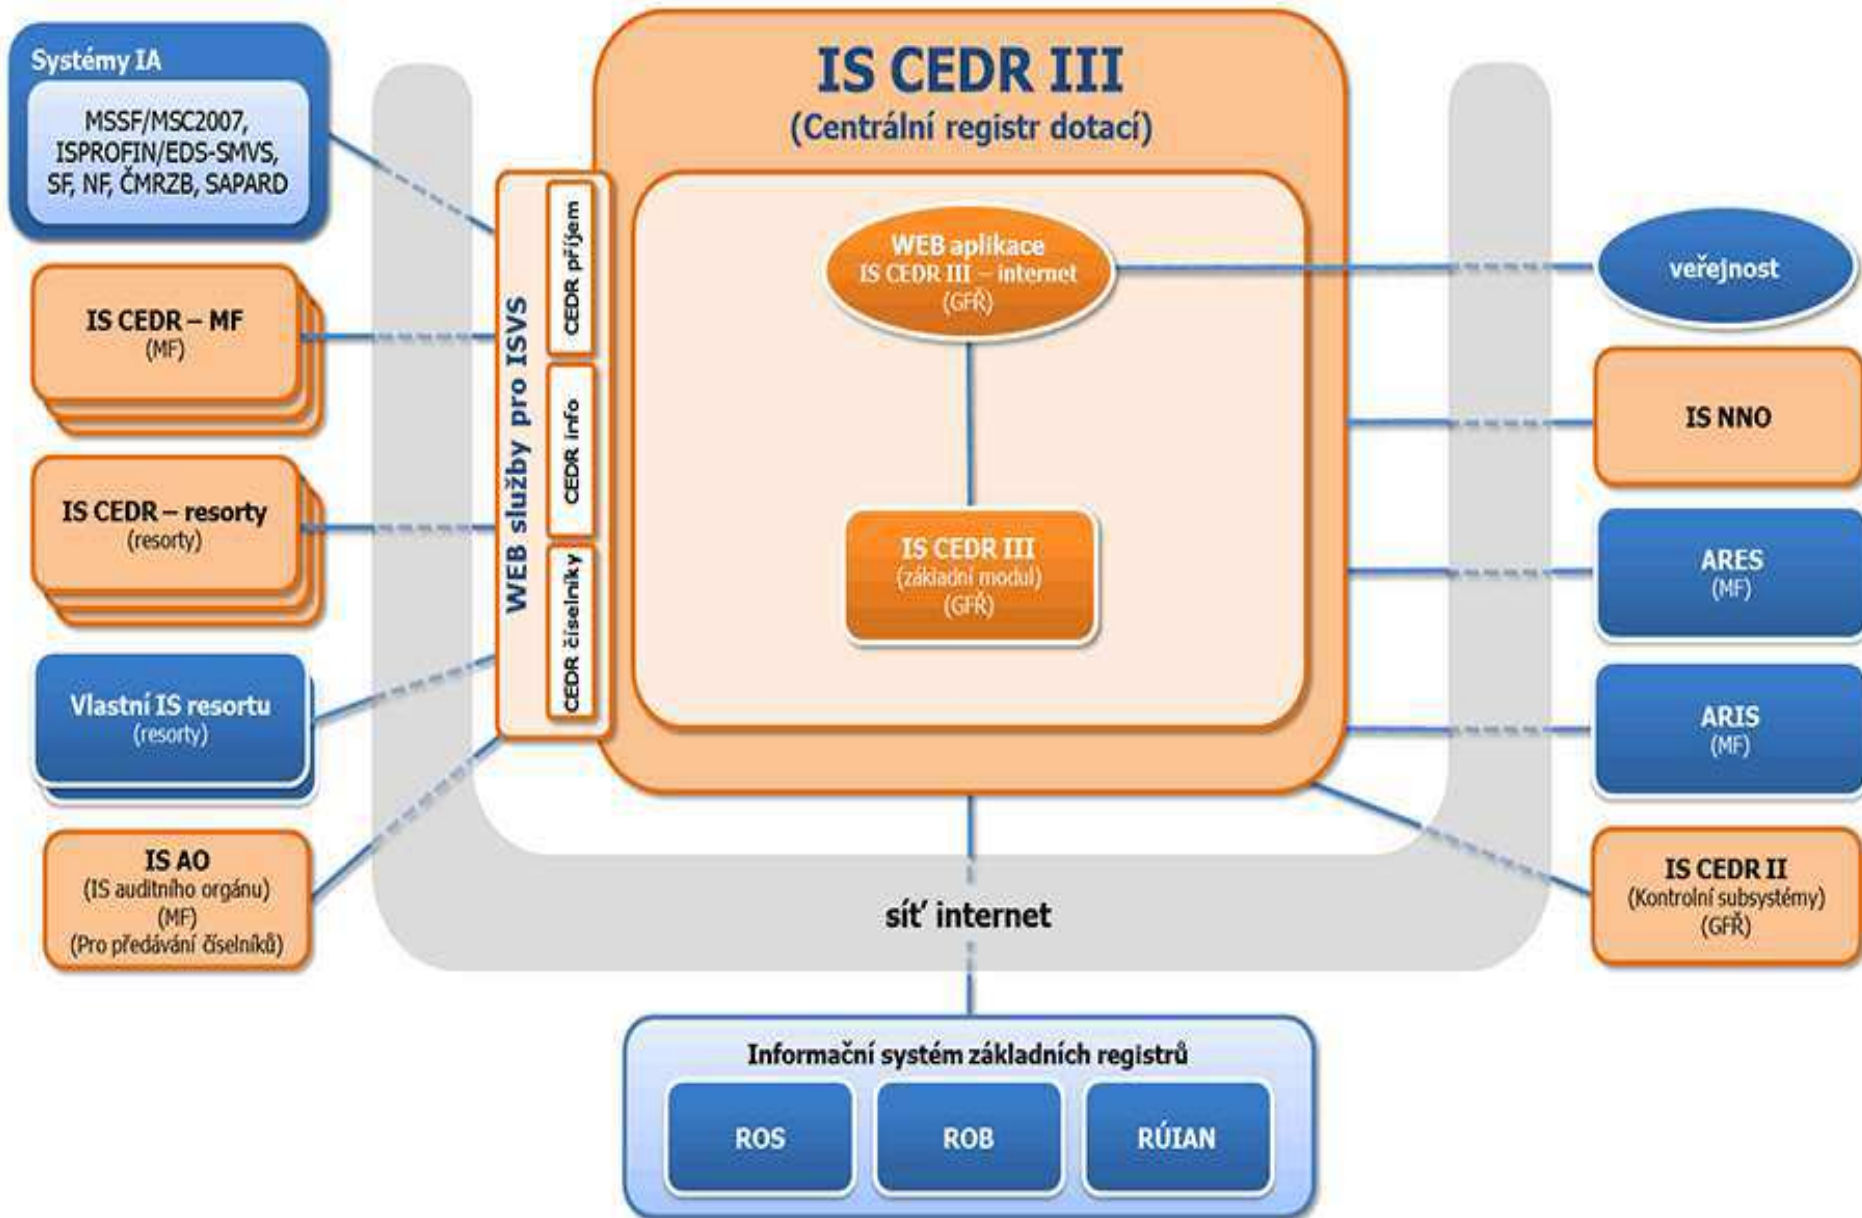 Systémy IA
MSSF/MSC2007,
ISPROFIN/EDS-SMVS,
SF, NF, ČMRZB, SAPARD
IS CEDR – MF
(MF)
IS CEDR – resorty
(resorty)
Vlastní IS resortu
(resorty)
IS AO
(IS auditního orgánu)
(MF)
(Pro předávání číselníků)
IS CEDR III
(Centrální registr dotací)
WEB služby pro ISVS
CEDR příjem
CEDR info
CEDR číselníky
WEB aplikace
IS CEDR III – internet
(GFŘ)
IS CEDR III
(základní modul)
(GFŘ)
veřejnost
IS NNO
ARES
(MF)
ARIS
(MF)
IS CEDR II
(Kontrolní subsystémy)
(GFŘ)
síť internet
Informační systém základních registrů
ROS
ROB
RÚIAN